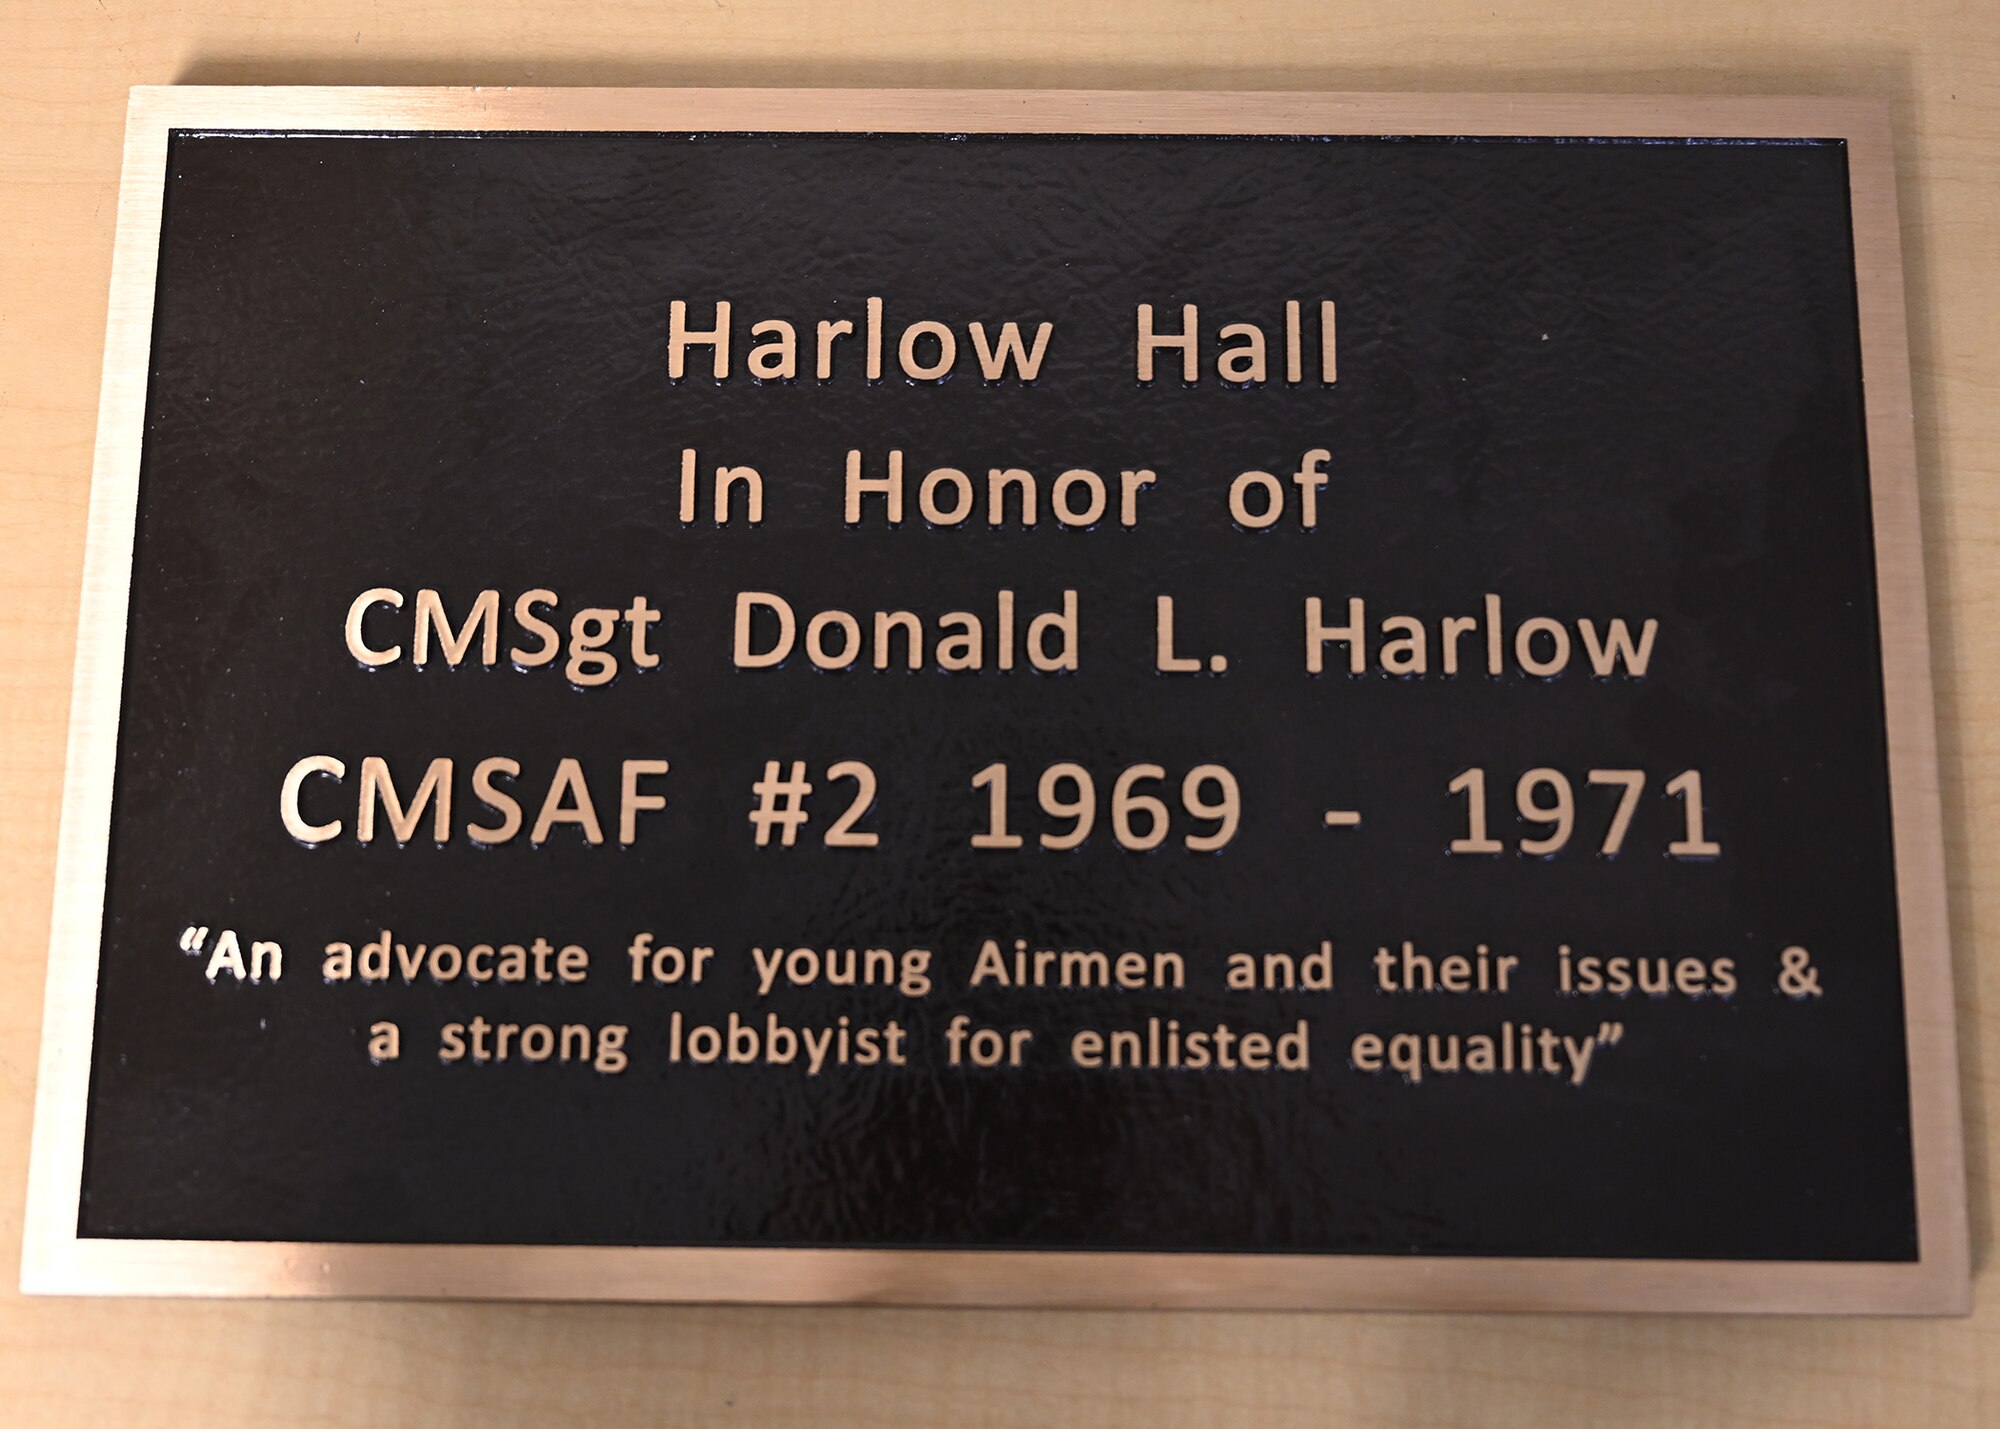 Harlow Hall
In Honor of
CMSgt Donald L. Harlow
CMSAF #2 1969 - 1971
“An advocate for young Airmen and their issues &
a strong lobbyist for enlisted equality”